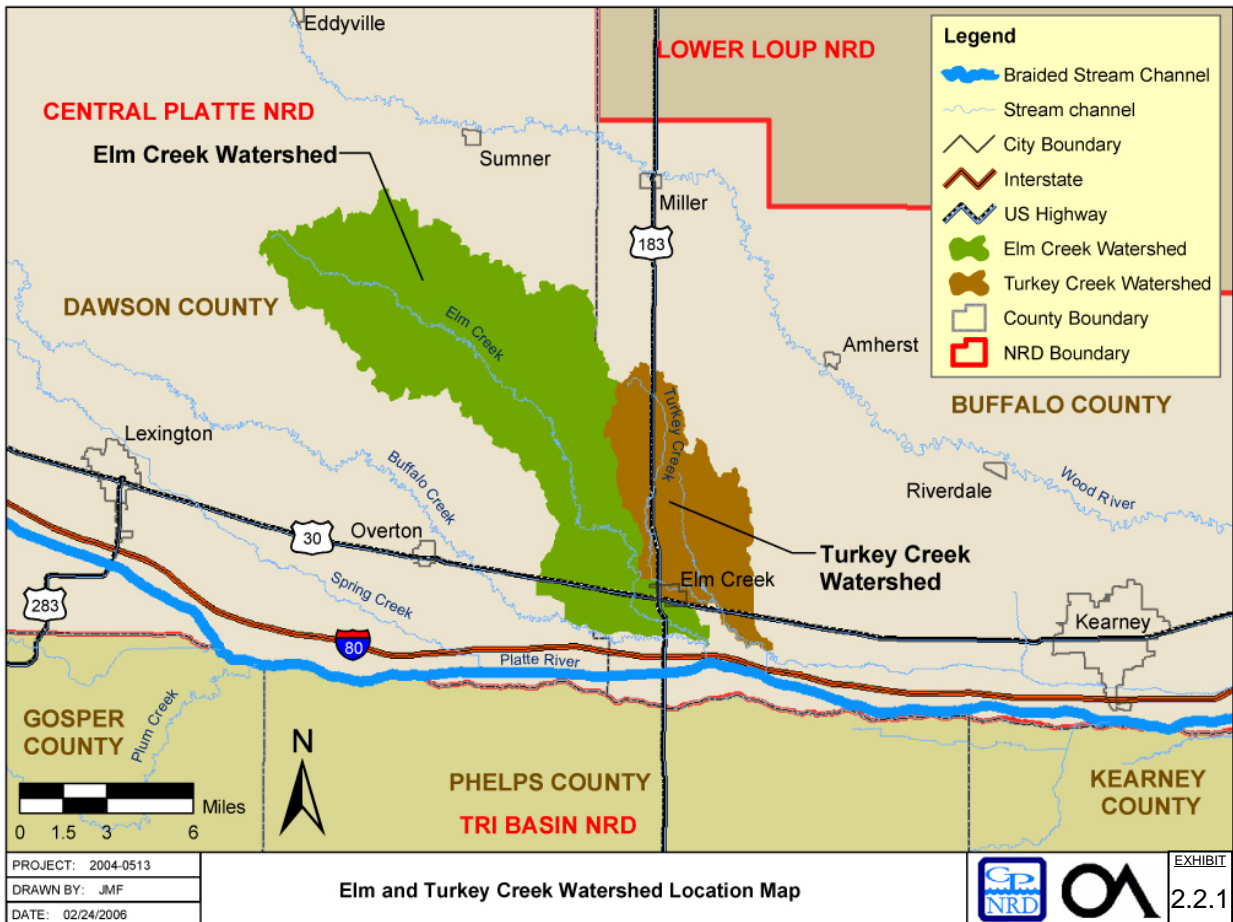 Eddyville
LOWER LOUP NRD
CENTRAL PLATTE NRD
Elm Creek Watershed
Sumner
Miller
183
DAWSON COUNTY
Elm Creek
Amherst
Turkey Creek
BUFFALO COUNTY
Lexington
Buffalo Creek
Riverdale
Wood River
Overton
30
Turkey Creek
Watershed
Elm Creek
Spring Creek
283
80
Platte River
Kearney
GOSPER
COUNTY
Plum Creek
N
PHELPS COUNTY
TRI BASIN NRD
KEARNEY
COUNTY
Miles
0 1.5 3 6
Legend
Braided Stream Channel
Stream channel
City Boundary
Interstate
US Highway
Elm Creek Watershed
Turkey Creek Watershed
County Boundary
NRD Boundary
PROJECT: 2004-0513
DRAWN BY: JMF
DATE: 02/24/2006
Elm and Turkey Creek Watershed Location Map
CP
NRD
OA
EXHIBIT
2.2.1